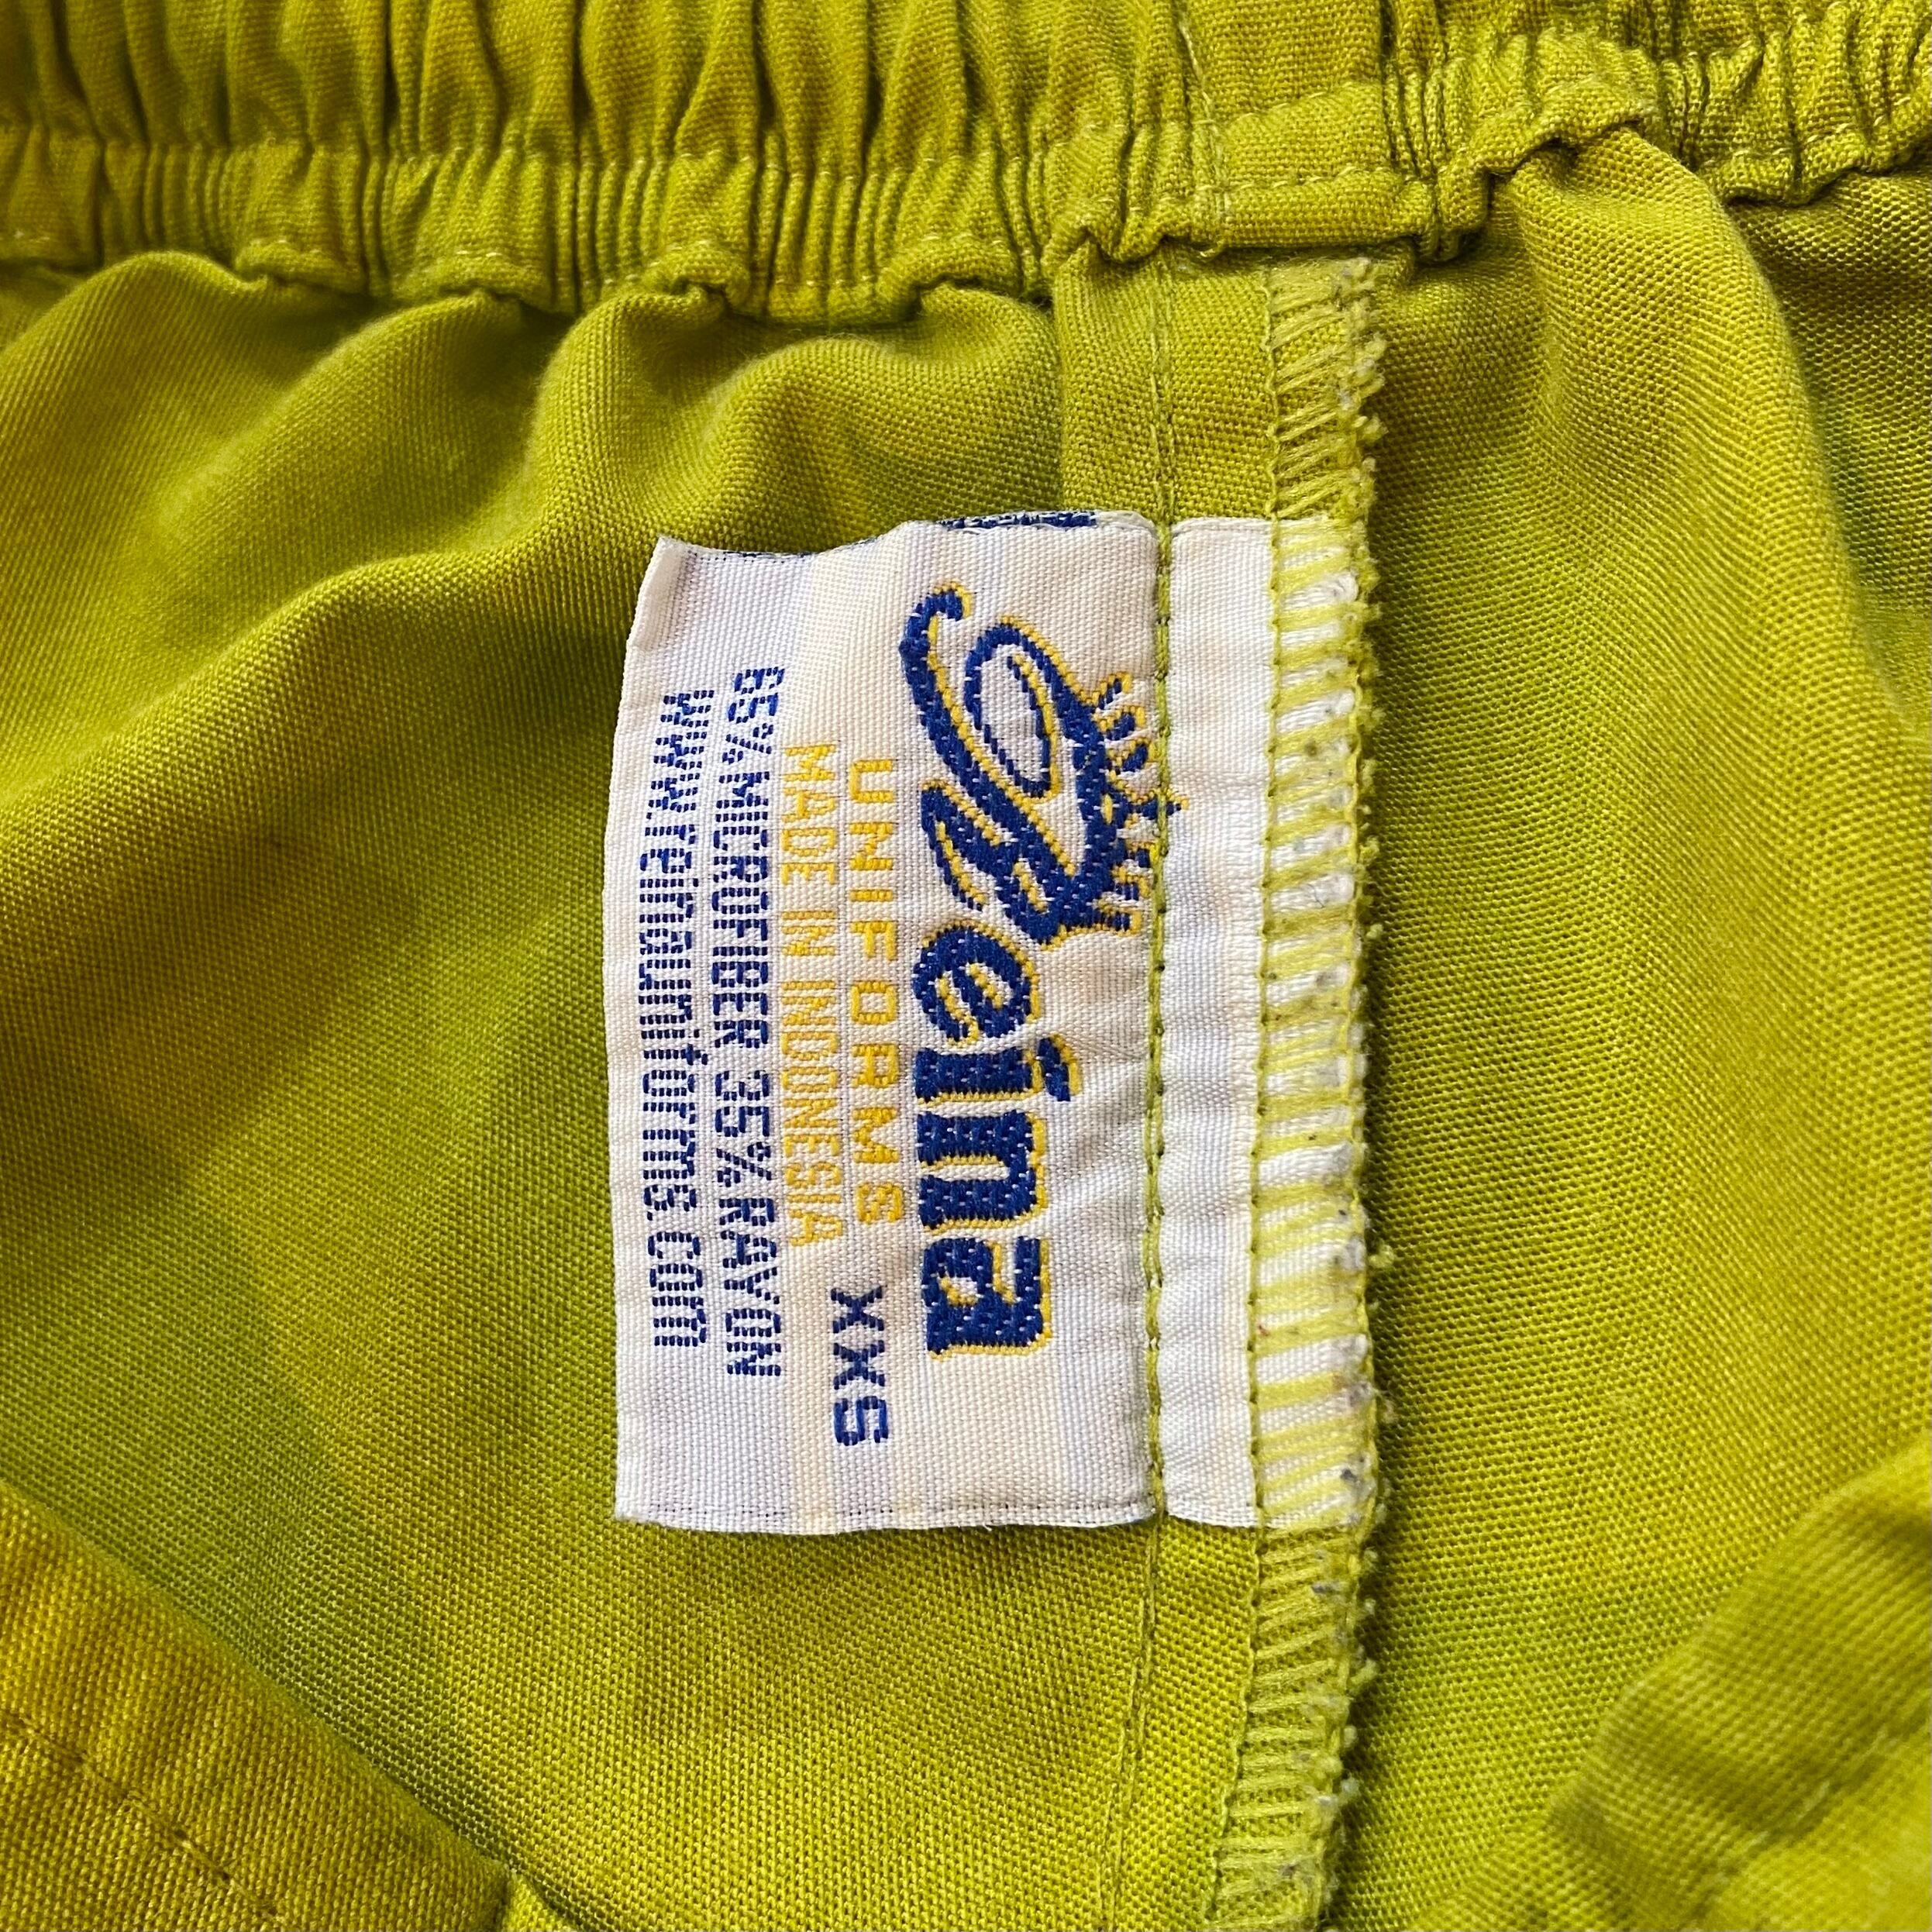 Reina
UNIFORMS
XXS
MADE IN INDONESIA
65% MICROFIBER 35% RAYON
www.reinauniforms.com